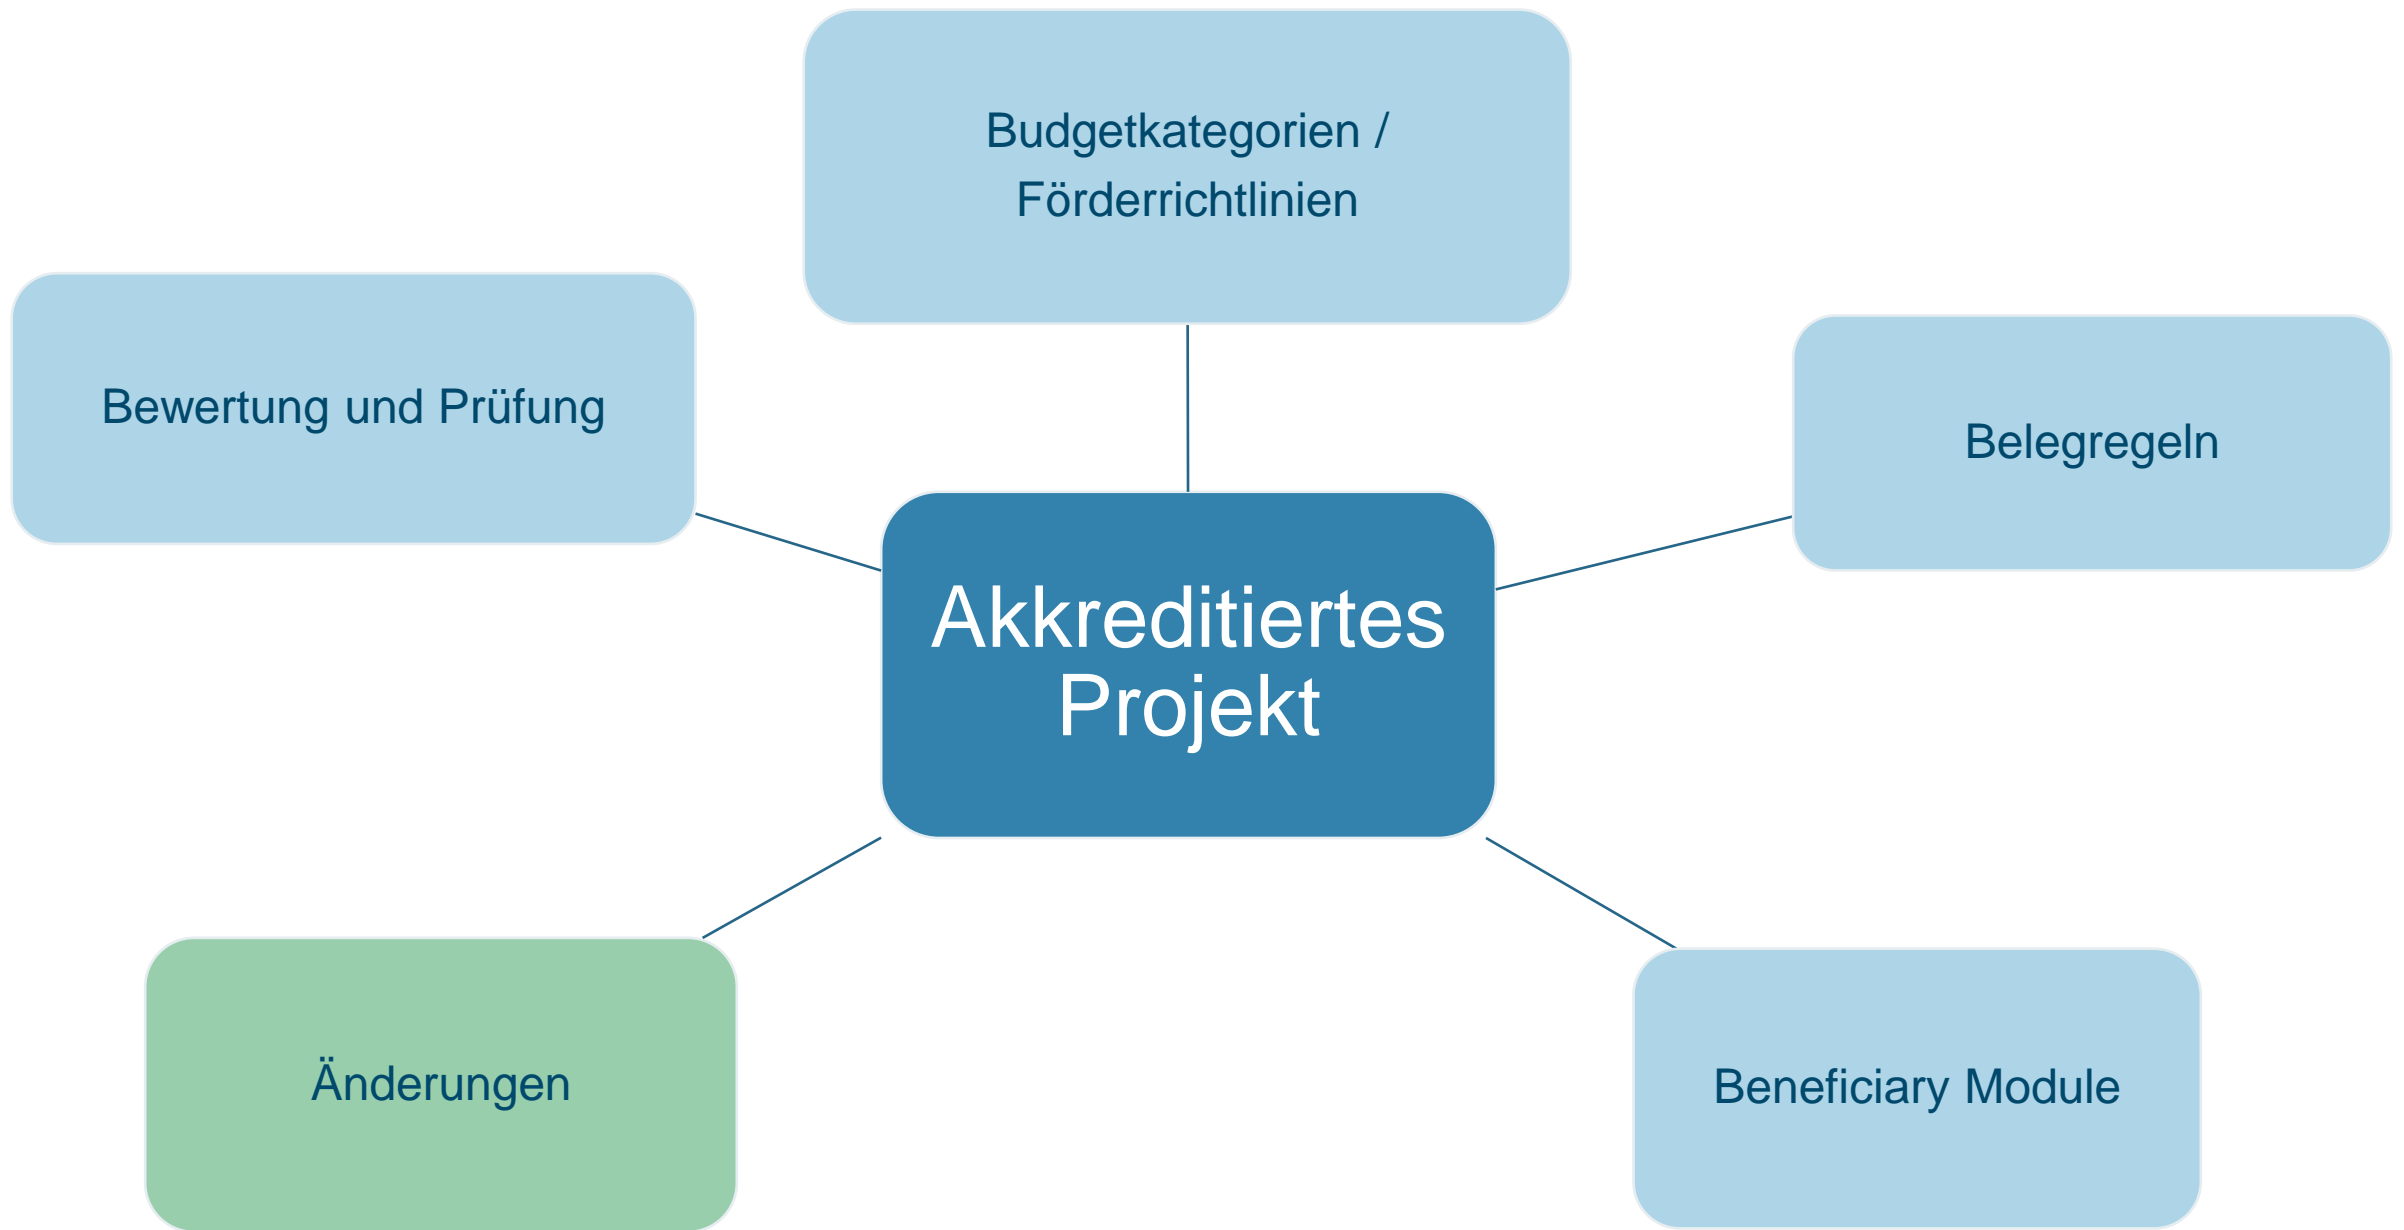 Budgetkategorien /
Förderrichtlinien
Bewertung und Prüfung
Belegregeln
Akkreditiertes
Projekt
Änderungen
Beneficiary Module